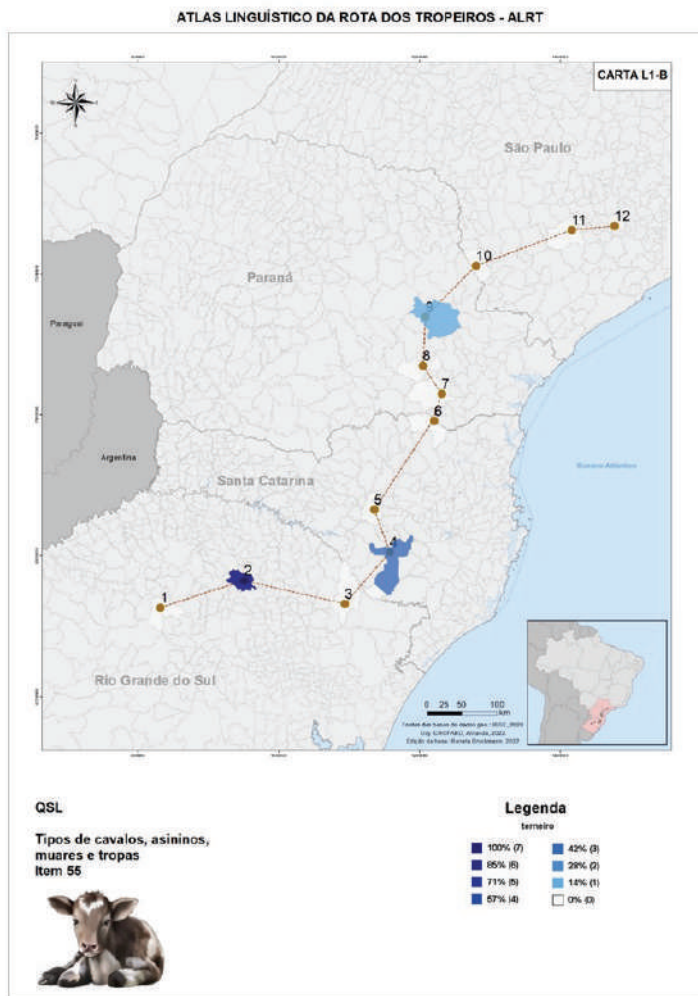 ATLAS LINGUÍSTICO DA ROTA DOS TROPEIROS - ALRT
CARTA L1-B
São Paulo
11
12
10
Paraná
9
Paraguai
8
7
6
Argentina
Santa Catarina
Oceano Atlântico
5
4
2
1
3
Rio Grande do Sul
0 25 50 100
km
QSL
Tipos de cavalos, asininos,
muares e tropas
Item 55
Legenda
terneiro
100% (7)
85% (6)
71% (5)
57% (4)
42% (3)
28% (2)
14% (1)
0% (0)